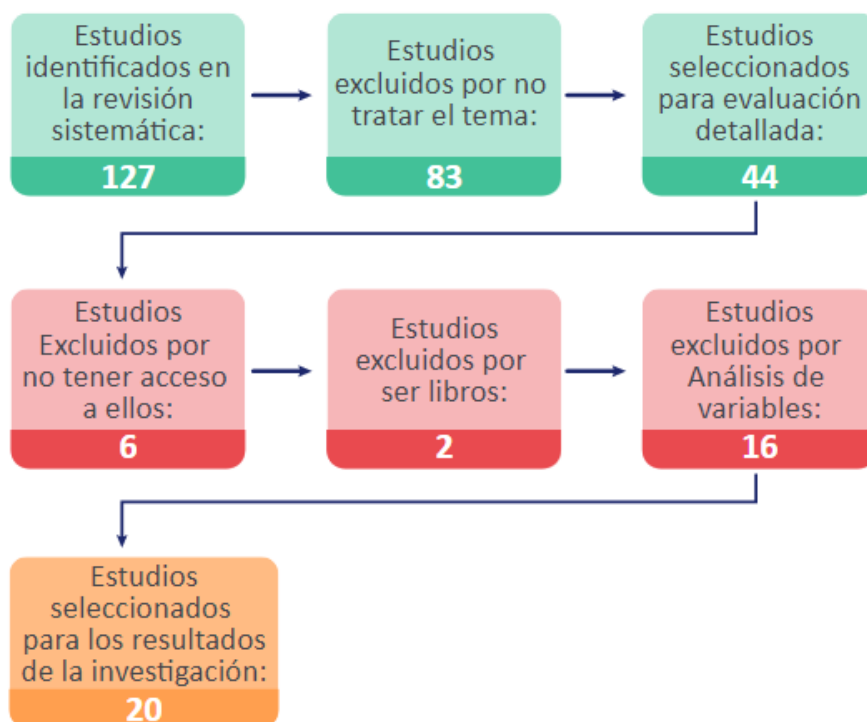 Estudios
identificados en
la revisión
sistemática:
127
Estudios
excluidos por no
tratar el tema:
83
Estudios
seleccionados
para evaluación
detallada:
44
Estudios
Excluidos por
no tener acceso
a ellos:
6
Estudios
excluidos por
ser libros:
2
Estudios
excluidos por
Análisis de
variables:
16
Estudios
seleccionados
para los resultados
de la investigación:
20